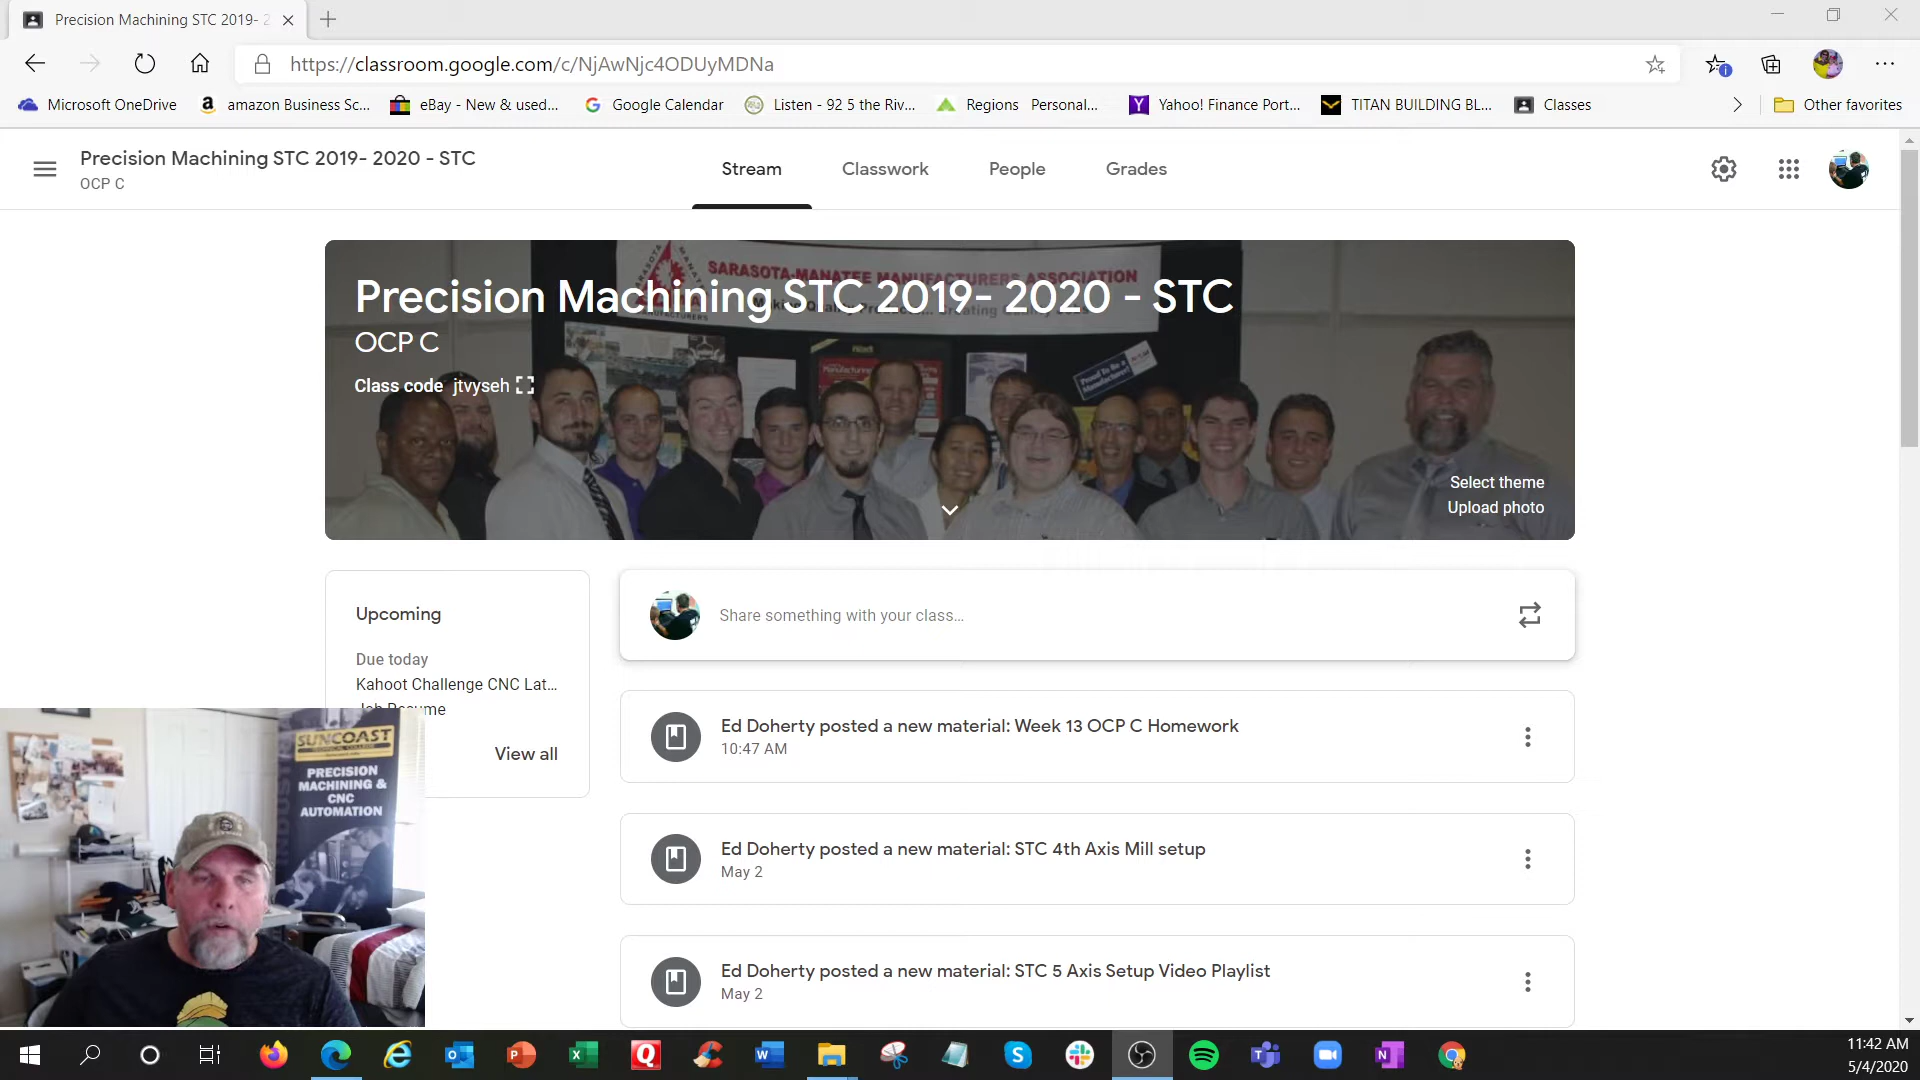 Precision Machining STC 2019- 2
https://classroom.google.com/c/NjAwNjc4ODUyMDNa
Microsoft OneDrive
amazon Business Sc...
eBay - New & used...
Google Calendar
Listen - 92 5 the Riv...
Regions Personal...
Yahoo! Finance Port...
TITAN BUILDING BL...
Classes
Other favorites
Precision Machining STC 2019- 2020 - STC
OCP C
Stream
Classwork
People
Grades
SARASOTA-MANATEE MANUFACTURERS ASSOCIATION
Precision Machining STC 2019- 2020 - STC
OCP C
Class code jtvyseh
Select theme
Upload photo
Upcoming
Due today
Kahoot Challenge CNC Lat...
Job Resume
View all
Share something with your class...
Ed Doherty posted a new material: Week 13 OCP C Homework
10:47 AM
Ed Doherty posted a new material: STC 4th Axis Mill setup
May 2
Ed Doherty posted a new material: STC 5 Axis Setup Video Playlist
May 2
SUNCOAST
PRECISION
MACHINING &
CNC
AUTOMATION
11:42 AM
5/4/2020